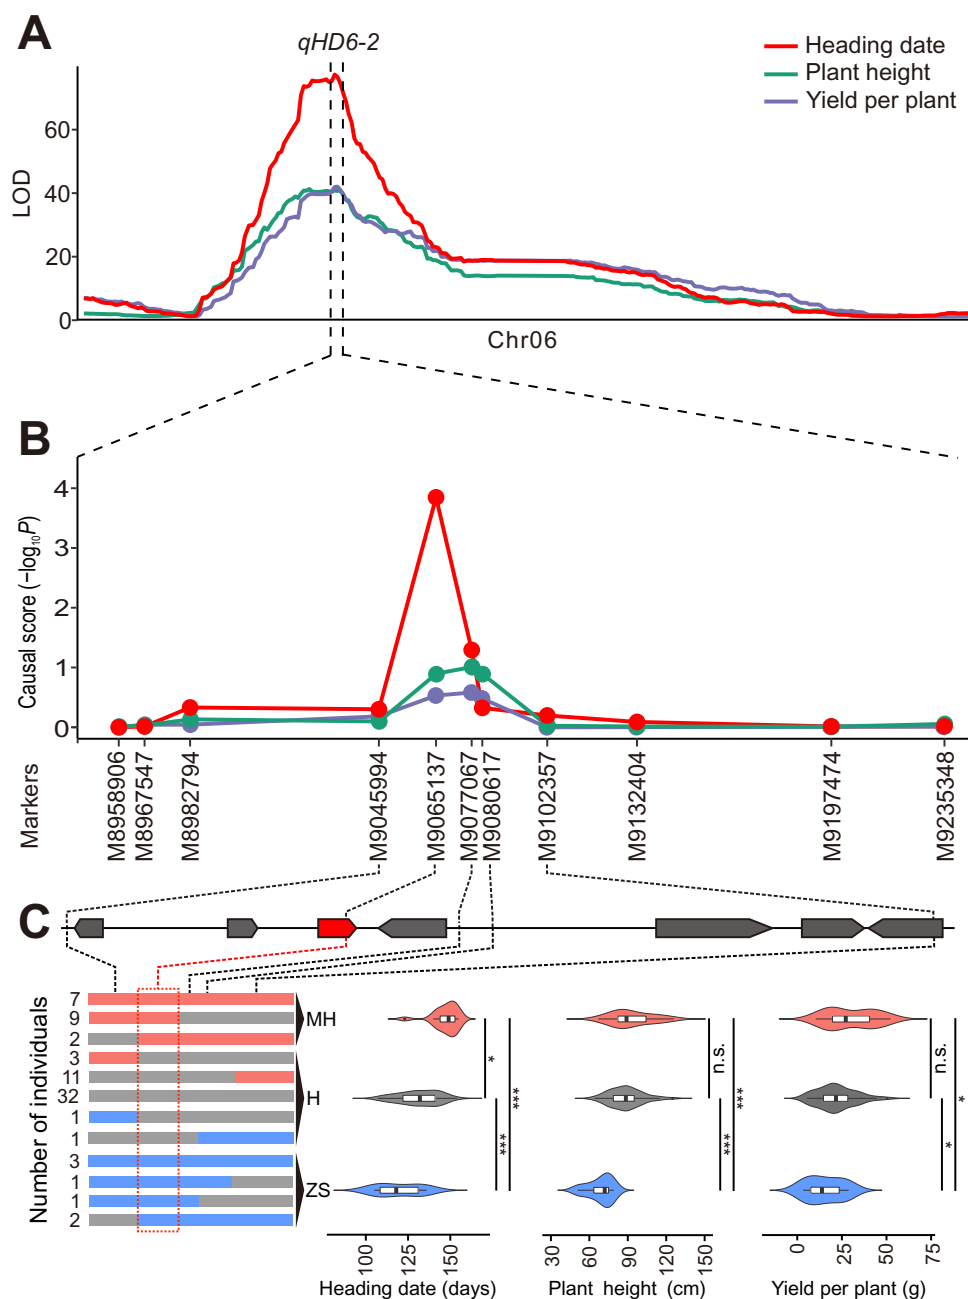 A
qHD6-2
Heading date
Plant height
Yield per plant
60
40
20
0
LOD
Chr06
B
4
3
2
1
0
Causal score (−log10P)
Markers
M8958906
M8967547
M8982794
M9045994
M9065137
M9077067
M9080617
M9102357
M9132404
M9197474
M9235348
C
Number of individuals
7
9
2
3
11
32
1
1
3
1
1
2
MH
H
ZS
*
***
***
n.s.
***
***
n.s.
*
*
100
125
150
Heading date (days)
30
60
90
120
150
Plant height (cm)
0
25
50
75
Yield per plant (g)